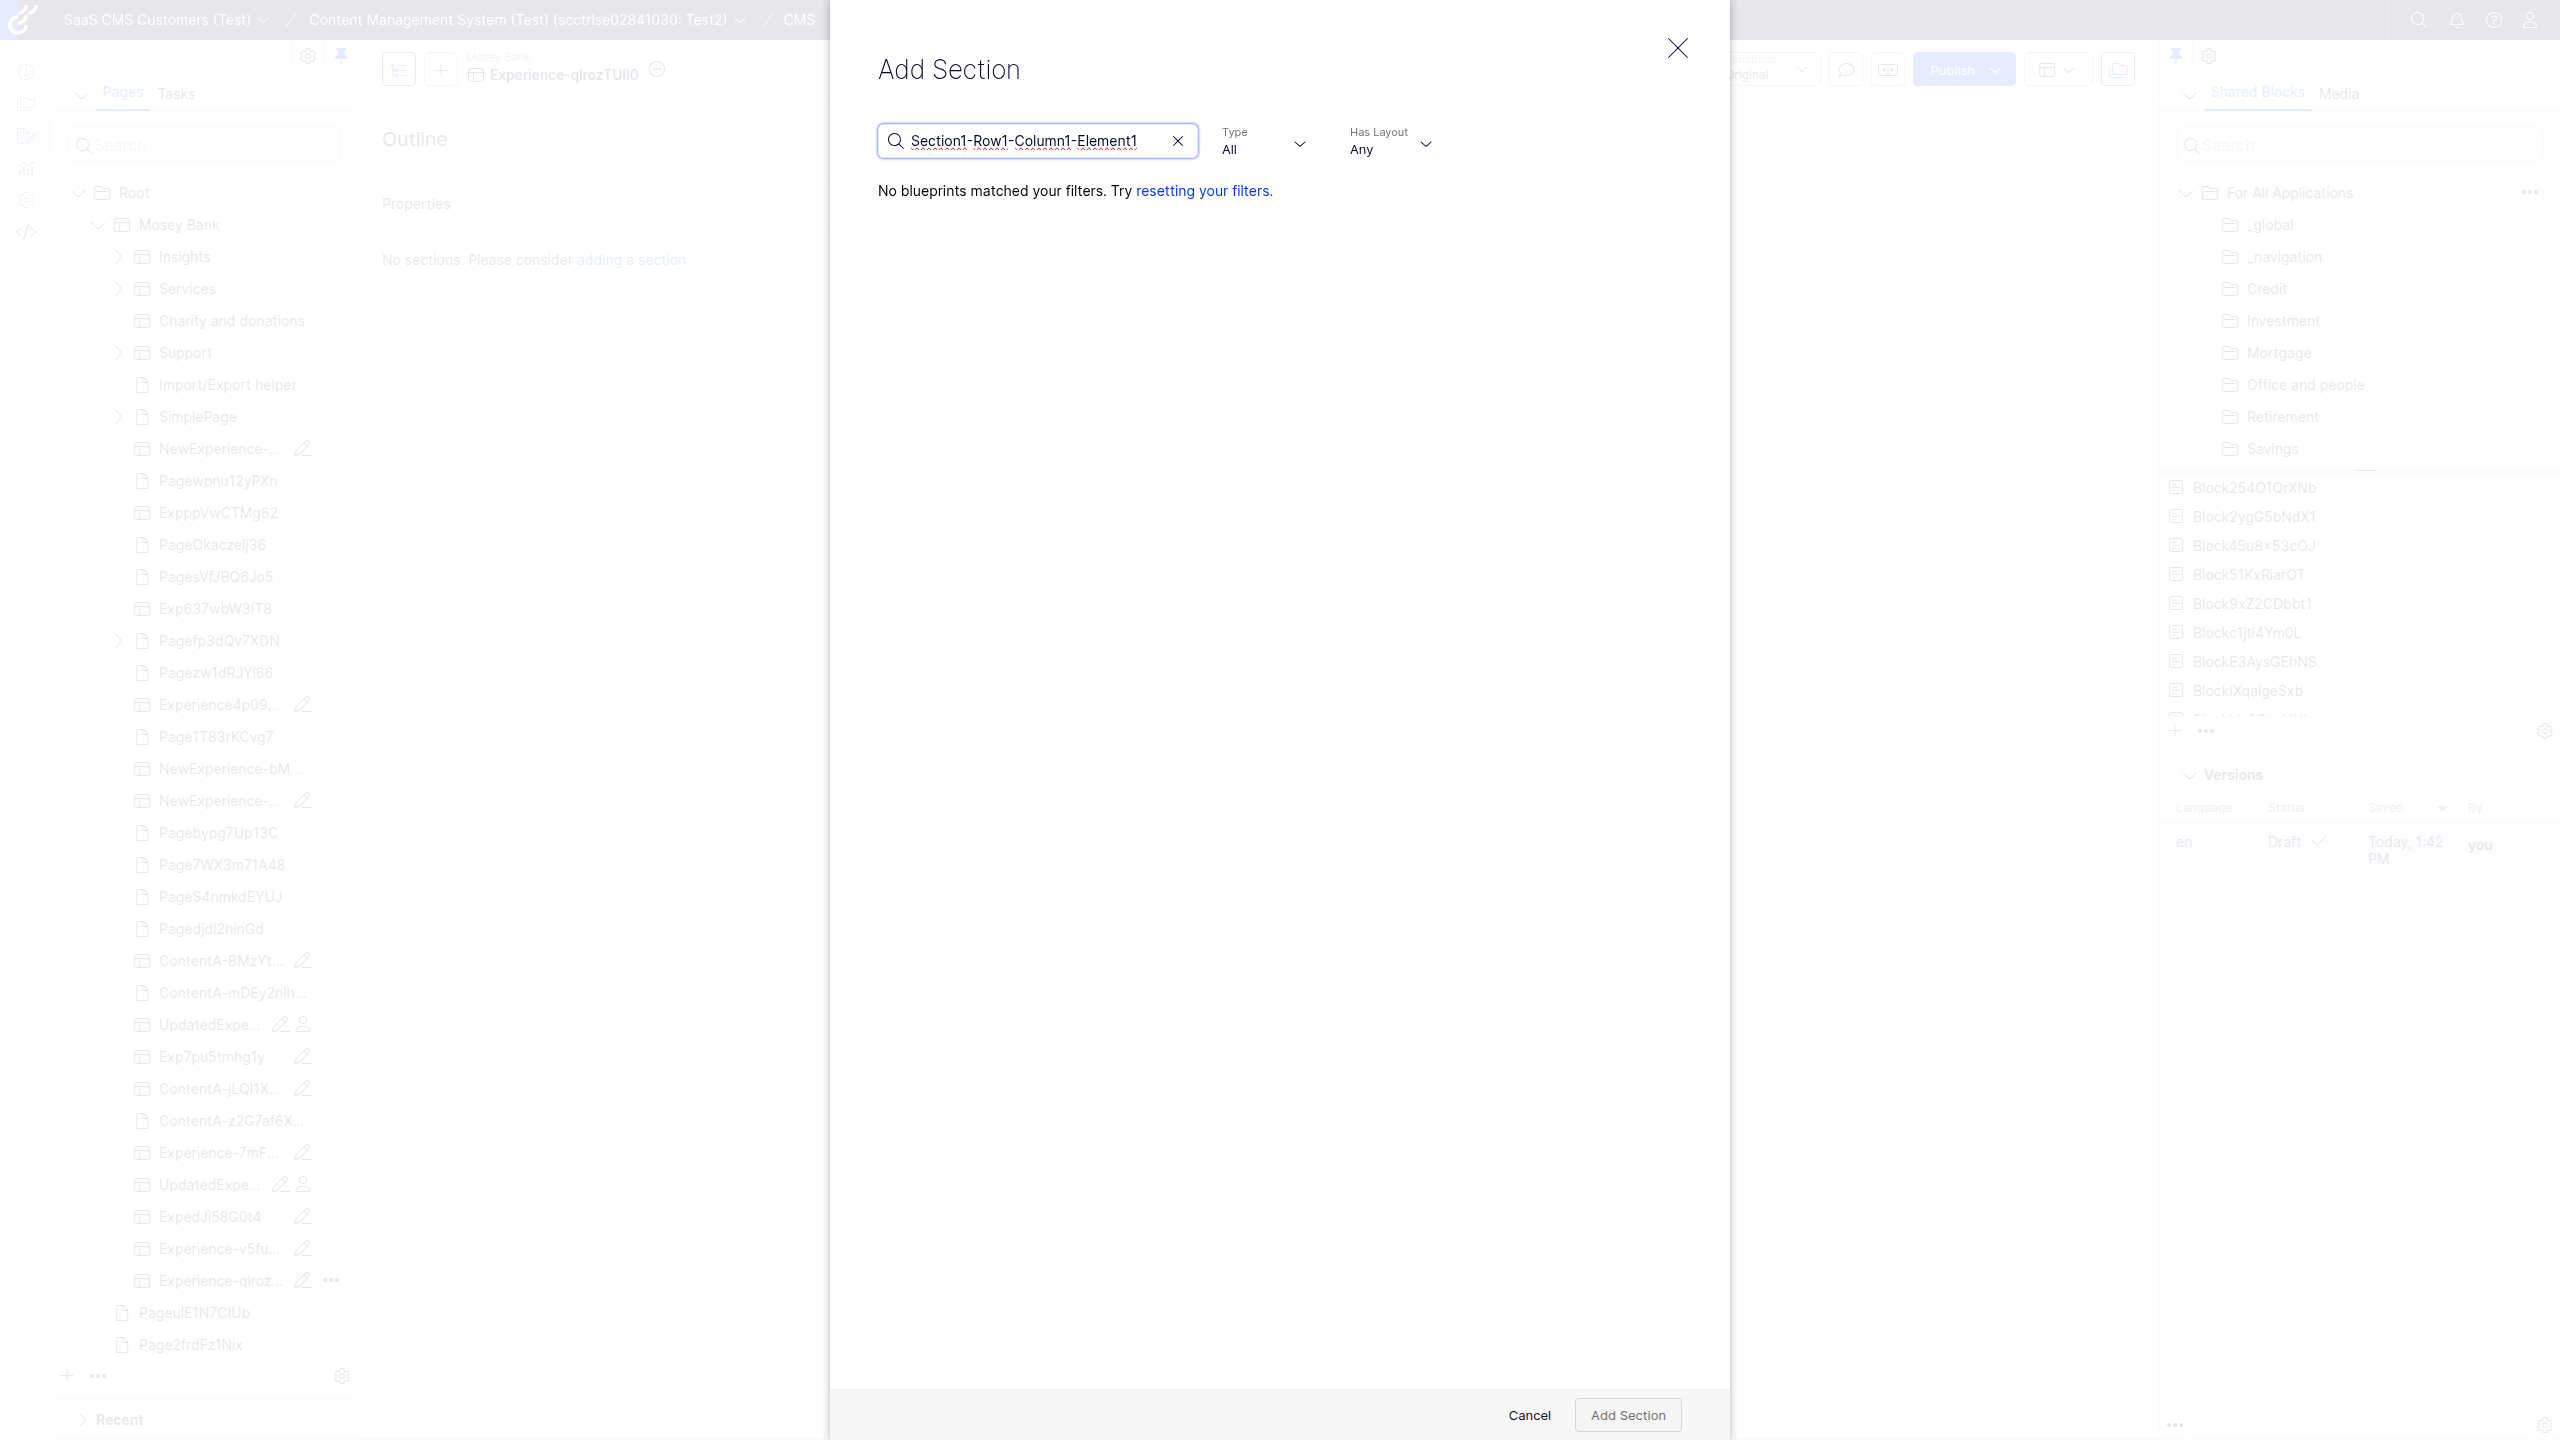 SaaS CMS Customers (Test) / Content Management System (Test) (scctrlse02841030: Test2) / CMS
Pages Tasks
Search
Root
Mosey Bank
Insights
Services
Charity and donations
Support
Import/Export helper
SimplePage
NewExperience-...
Pagewpnu12yPXn
ExpppVwCTMg62
PageOkaczelj36
PagesVfJBQ6Jo5
Exp637wbW3IT8
Pagefp3dQv7XDN
Pagezw1dRJYI66
Experience4p09...
Page1T83rKCvg7
NewExperience-bM...
NewExperience-...
Pagebypg7Up13C
Page7WX3m71A48
PageS4nmkdEYUJ
Pagedjdl2hinGd
ContentA-BMzYt...
ContentA-mDEy2nlh...
UpdatedExpe...
Exp7pu5tmhg1y
ContentA-jLQI1X...
ContentA-z2G7af6X...
Experience-7mF...
UpdatedExpe...
ExpedJi58G0t4
Experience-v5fu...
Experience-qIroz...
PageulE1N7CIUb
Page2frdFz1Nix
Recent
Mosey Bank
Experience-qIrozTUIl0
Outline
Properties
No sections. Please consider adding a section
Add Section
Section1-Row1-Column1-Element1
Type
All
Has Layout
Any
No blueprints matched your filters. Try resetting your filters.
Cancel
Add Section
Original
Publish
Shared Blocks Media
Search
For All Applications
_global
_navigation
Credit
Investment
Mortgage
Office and people
Retirement
Savings
Block254O1QrXNb
Block2ygG5bNdX1
Block45u8x53cOJ
Block51KxRiarOT
Block9xZ2CDbbt1
Blockc1jti4Ym0L
BlockE3AysGEhNS
BlockIXqalgeSxb
Versions
Language Status Saved By
en Draft Today, 1:42 PM you